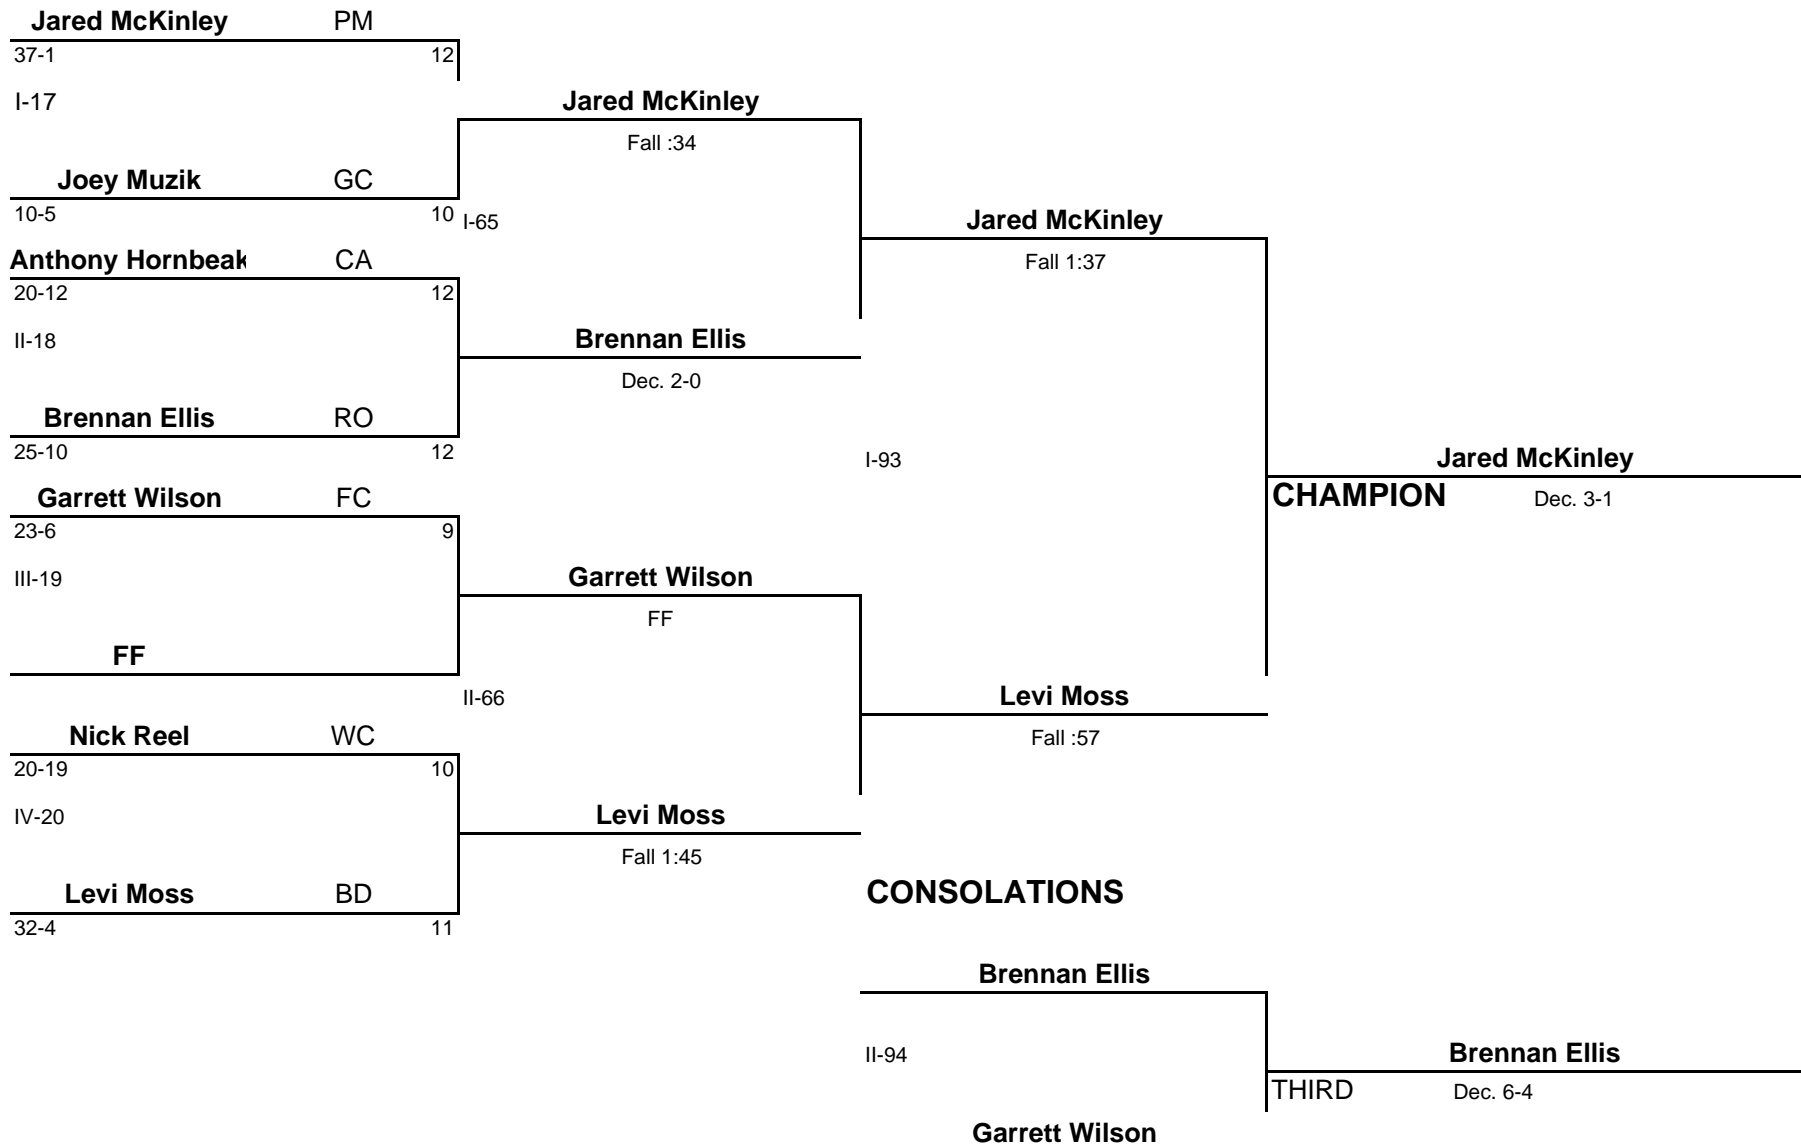 Jared McKinley PM
37-1 12
I-17
Jared McKinley
Fall :34
Joey Muzik GC
10-5 10
I-65
Jared McKinley
Fall 1:37
Anthony Hornbeak CA
20-12 12
II-18
Brennan Ellis
Dec. 2-0
Brennan Ellis RO
25-10 12
I-93
Jared McKinley
CHAMPION Dec. 3-1
Garrett Wilson FC
23-6 9
III-19
Garrett Wilson
FF
FF
II-66
Levi Moss
Fall :57
Nick Reel WC
20-19 10
IV-20
Levi Moss
Fall 1:45
Levi Moss BD
32-4 11
CONSOLATIONS
Brennan Ellis
II-94
Brennan Ellis
THIRD Dec. 6-4
Garrett Wilson